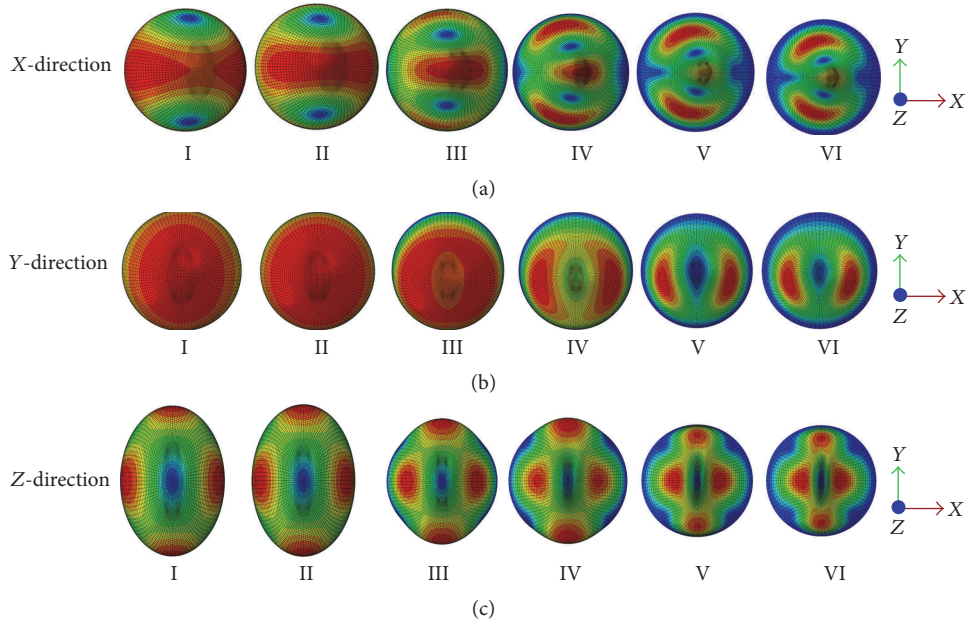 X-direction
Y
X
Z
I II III IV V VI
(a)
Y-direction
Y
X
Z
I II III IV V VI
(b)
Z-direction
Y
X
Z
I II III IV V VI
(c)